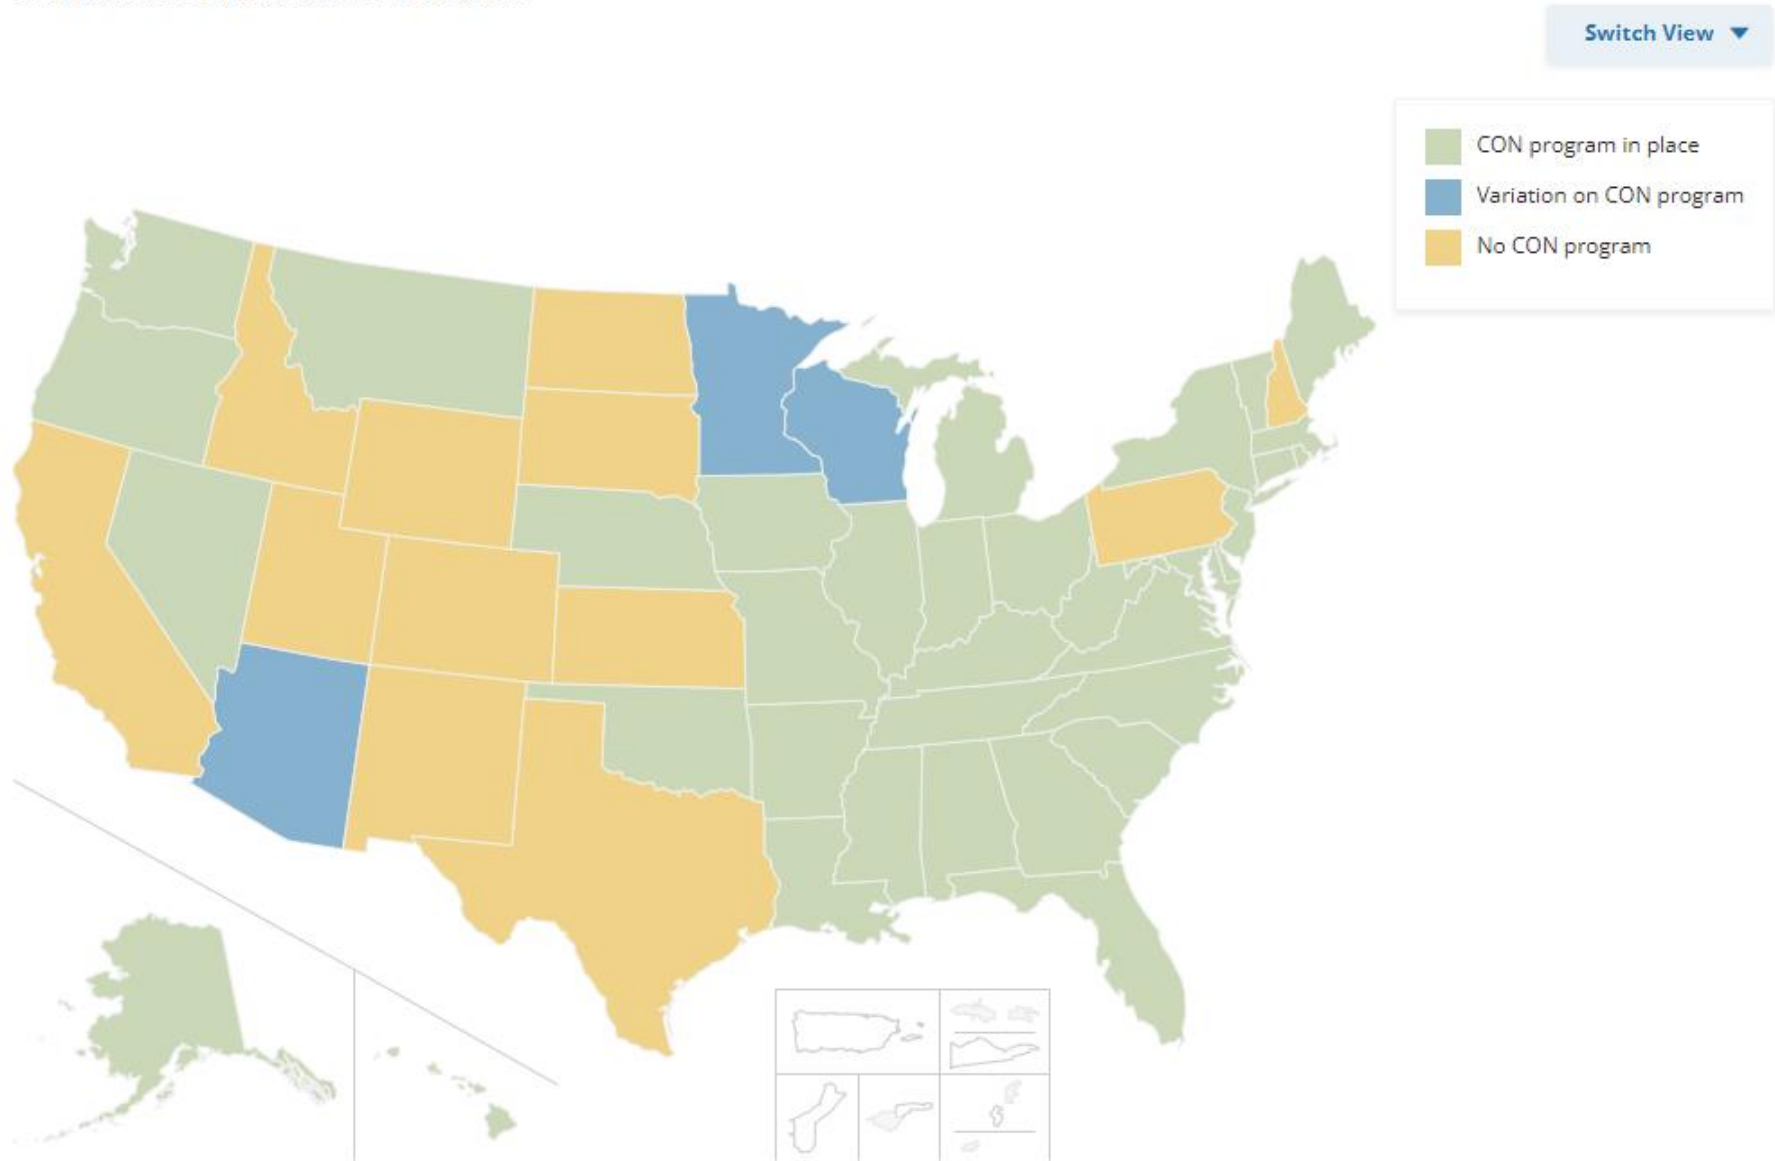 Switch View
CON program in place
Variation on CON program
No CON program